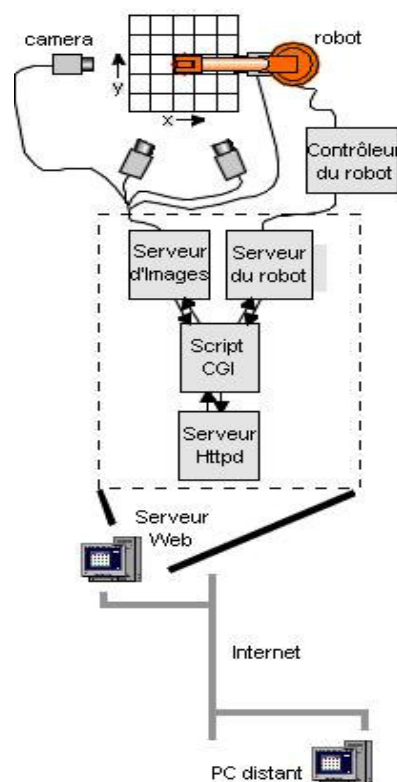 camera
robot
y
x
Contrôleur
du robot
Serveur
d'Images
Serveur
du robot
Script
CGI
Serveur
Httpd
Serveur
Web
Internet
PC distant